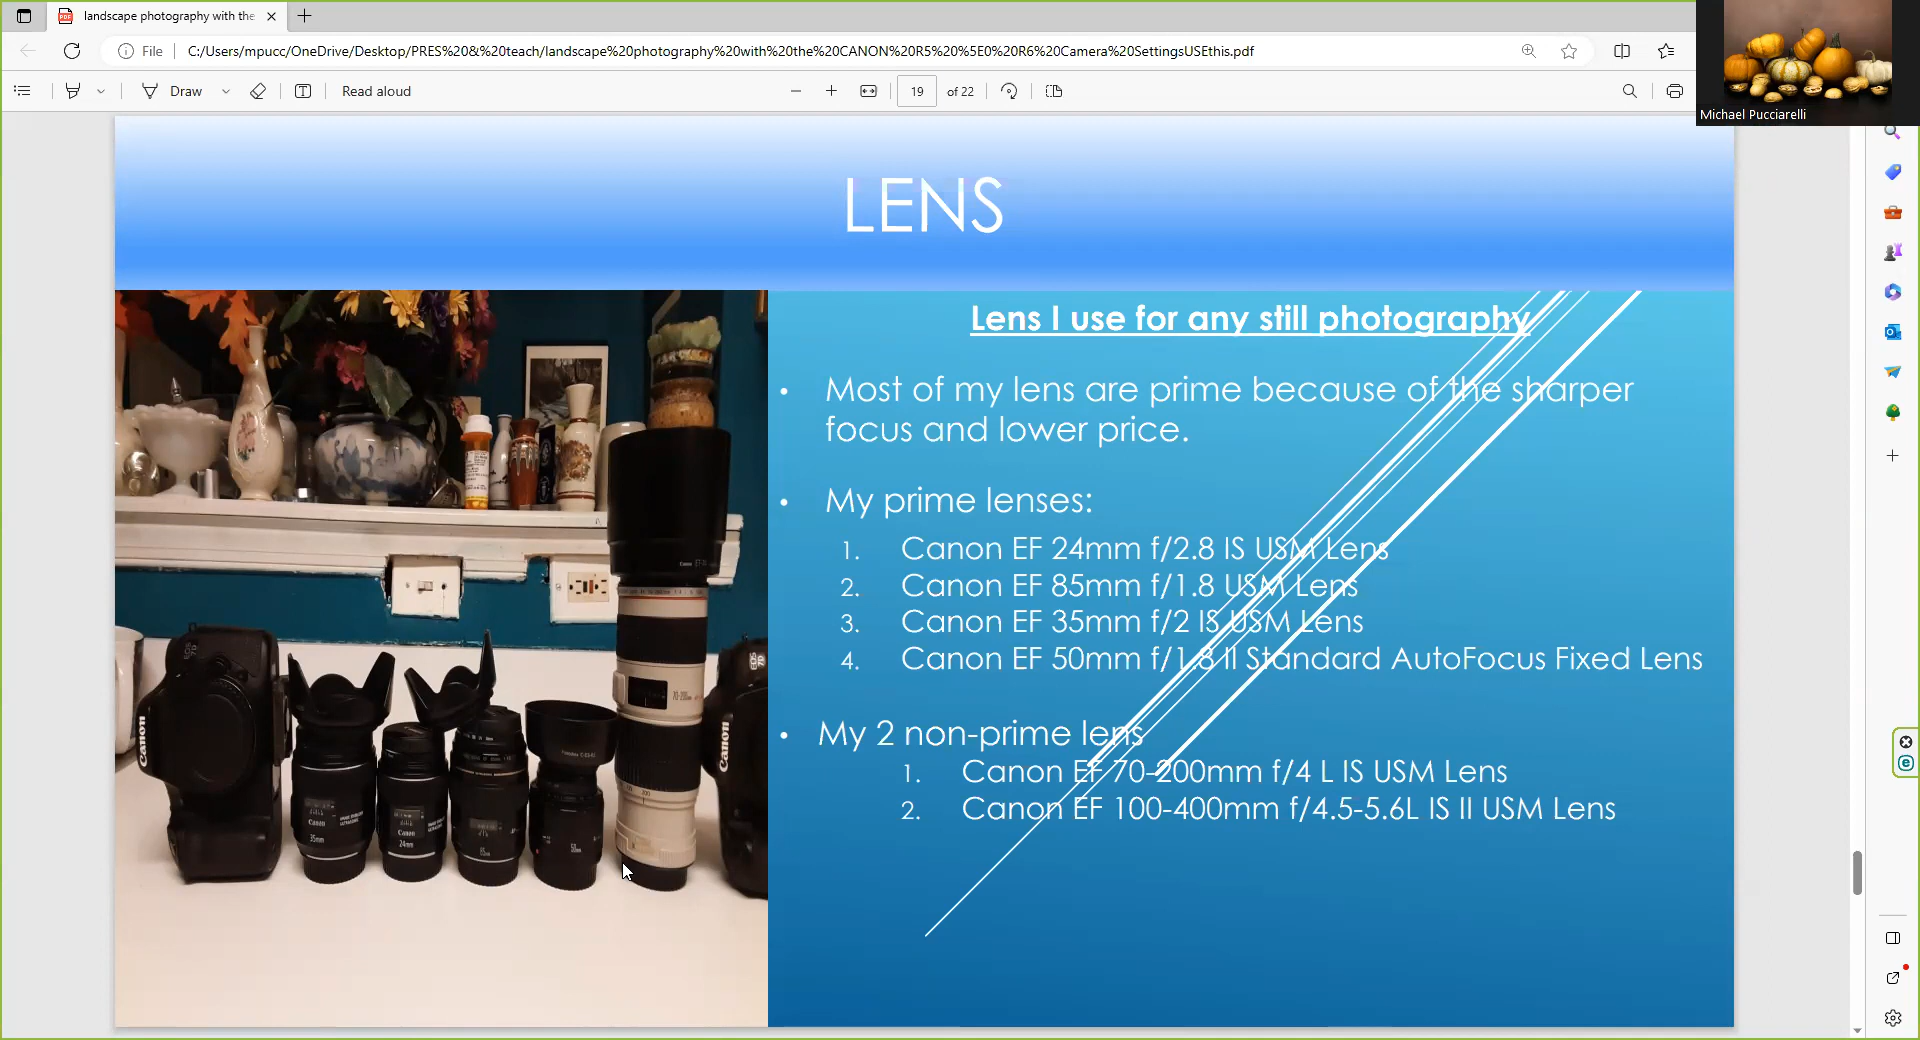 landscape photography with the
File
C:/Users/mpucc/OneDrive/Desktop/PRES%20&%20teach/landscape%20photography%20with%20the%20CANON%20R5%20%5E0%20R6%20Camera%20SettingsUSEthis.pdf
Draw
Read aloud
19
of 22
Michael Pucciarelli
LENS
Lens I use for any still photography
• Most of my lens are prime because of the sharper
focus and lower price.
• My prime lenses:
1. Canon EF 24mm f/2.8 IS USM Lens
2. Canon EF 85mm f/1.8 USM Lens
3. Canon EF 35mm f/2 IS USM Lens
4. Canon EF 50mm f/1.8 II Standard AutoFocus Fixed Lens
• My 2 non-prime lens
1. Canon EF 70-200mm f/4 L IS USM Lens
2. Canon EF 100-400mm f/4.5-5.6L IS II USM Lens
Canon
Canon
35mm
Canon
24mm
Canon
EOS
7D